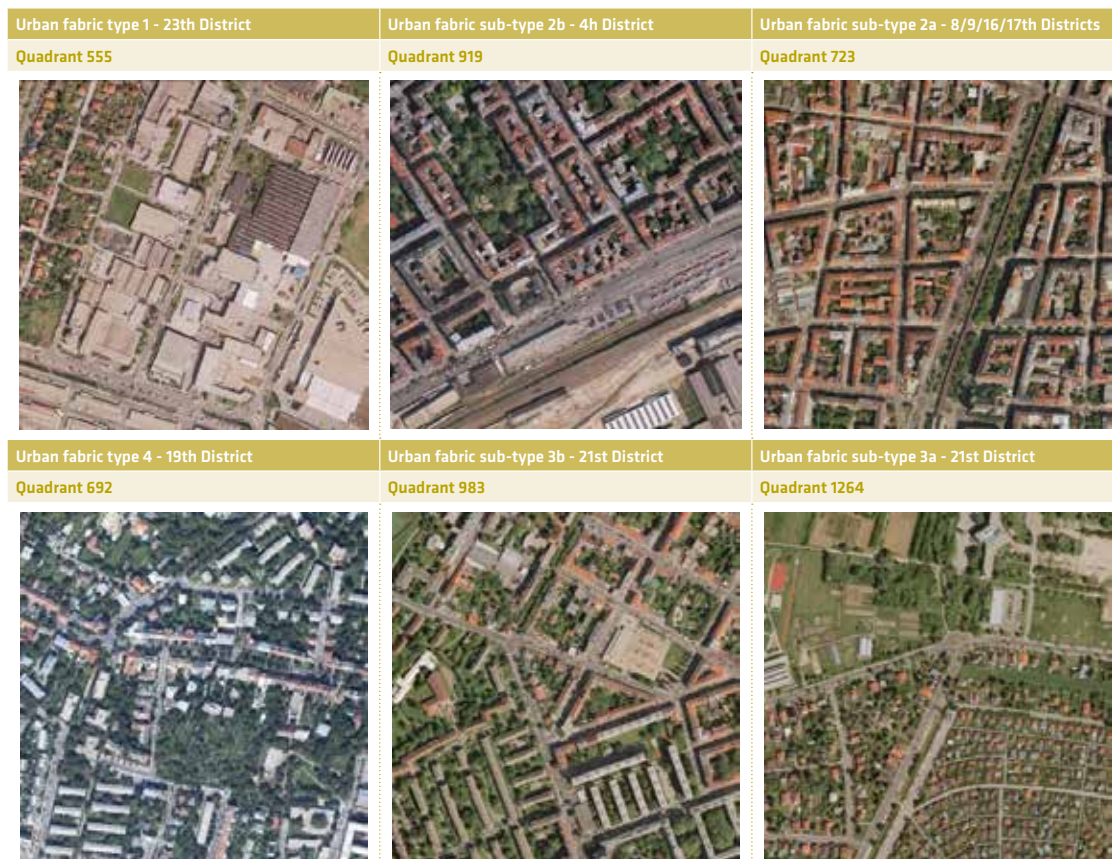 Urban fabric type 1 - 23th District
Quadrant 555
Urban fabric sub-type 2b - 4h District
Quadrant 919
Urban fabric sub-type 2a - 8/9/16/17th Districts
Quadrant 723
Urban fabric type 4 - 19th District
Quadrant 692
Urban fabric sub-type 3b - 21st District
Quadrant 983
Urban fabric sub-type 3a - 21st District
Quadrant 1264